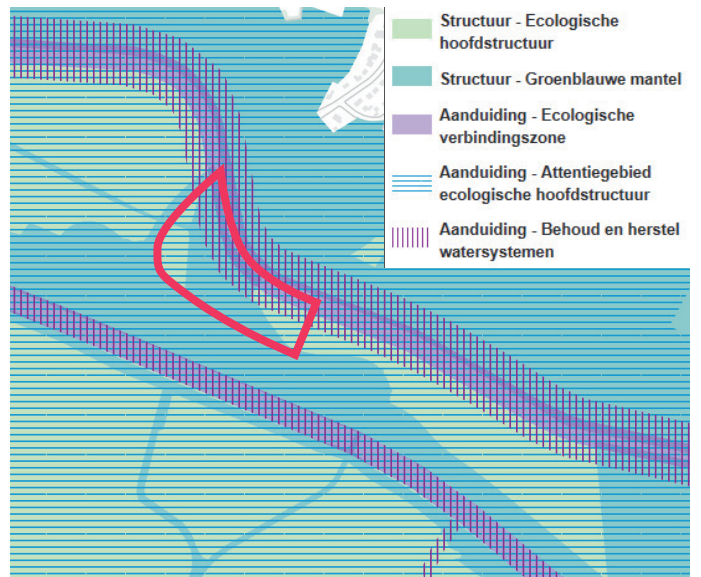 Structuur - Ecologische
hoofdstructuur
Structuur - Groenblauwe mantel
Aanduiding - Ecologische
verbindingszone
Aanduiding - Attentiegebied
ecologische hoofdstructuur
Aanduiding - Behoud en herstel
watersystemen